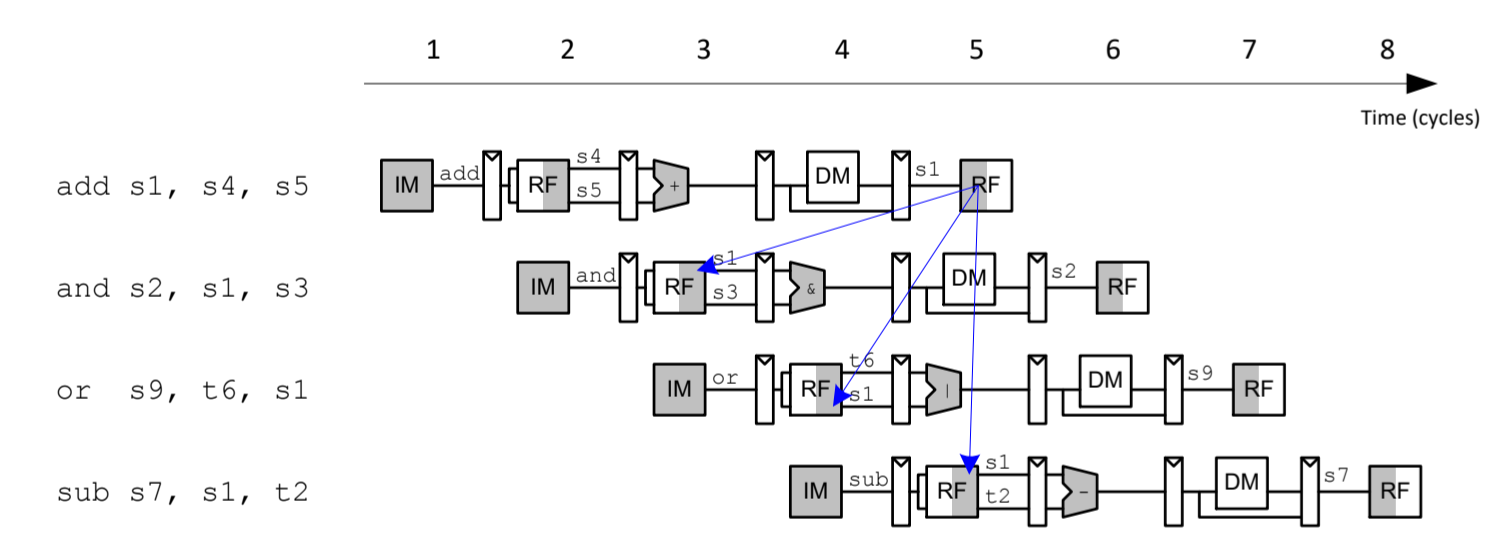 1 2 3 4 5 6 7 8
Time (cycles)
add s1, s4, s5 IM add RF s4 s5 + DM s1 RF
and s2, s1, s3 IM and RF s1 s3 & DM s2 RF
or s9, t6, s1 IM or RF t6 s1 | DM s9 RF
sub s7, s1, t2 IM sub RF s1 t2 - DM s7 RF